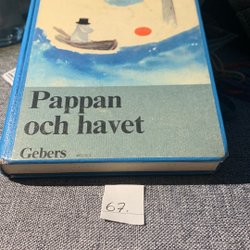 Pappan
och havet
Gebers
67.